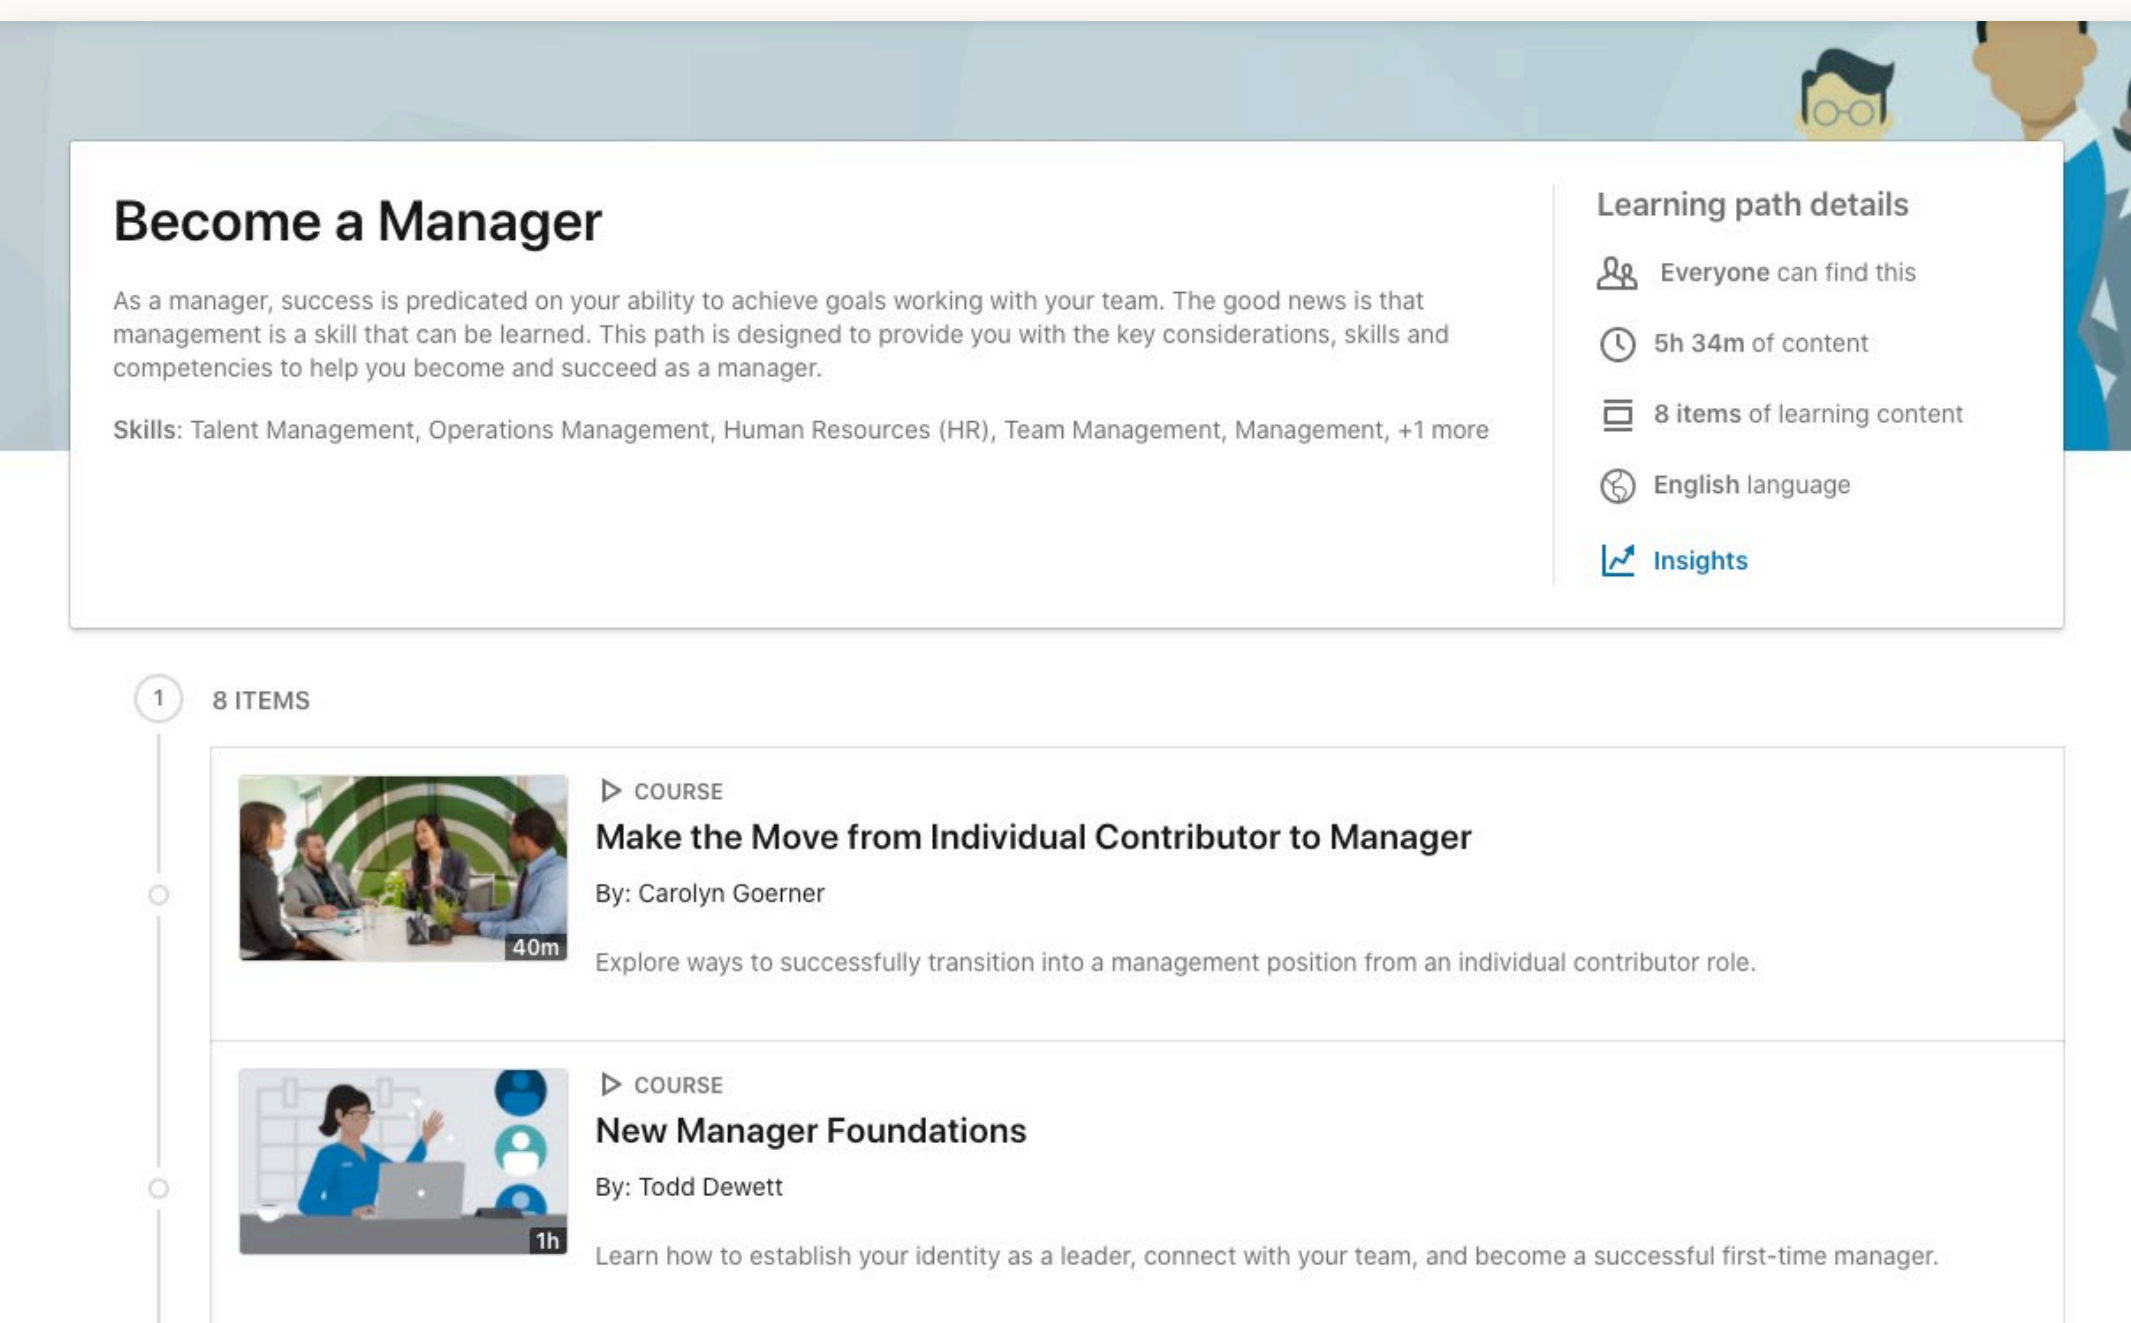 Become a Manager
As a manager, success is predicated on your ability to achieve goals working with your team. The good news is that
management is a skill that can be learned. This path is designed to provide you with the key considerations, skills and
competencies to help you become and succeed as a manager.
Skills: Talent Management, Operations Management, Human Resources (HR), Team Management, Management, +1 more
Learning path details
Everyone can find this
5h 34m of content
8 items of learning content
English language
Insights
1
8 ITEMS
COURSE
Make the Move from Individual Contributor to Manager
By: Carolyn Goerner
40m
Explore ways to successfully transition into a management position from an individual contributor role.
COURSE
New Manager Foundations
By: Todd Dewett
1h
Learn how to establish your identity as a leader, connect with your team, and become a successful first-time manager.